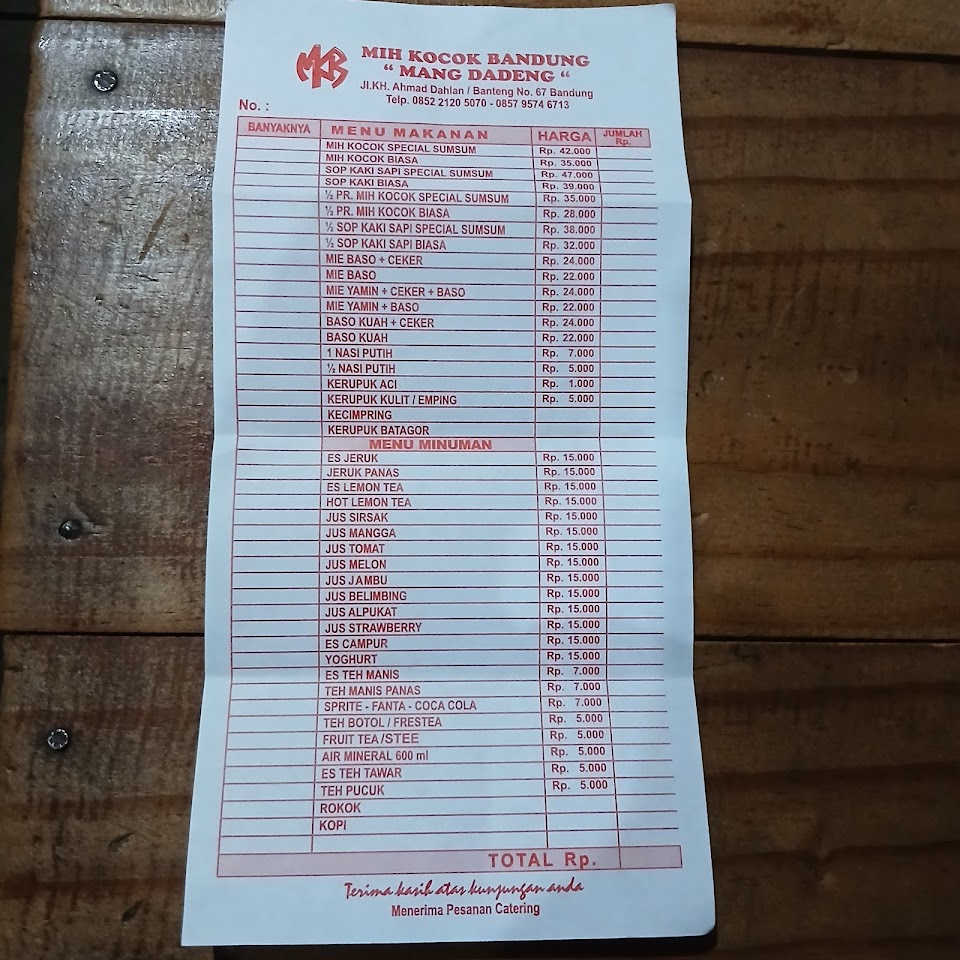 MKB
MIH KOCOK BANDUNG
“ MANG DADENG “
Jl.KH. Ahmad Dahlan / Banteng No. 67 Bandung
Telp. 0852 2120 5070 - 0857 9574 6713
No. :
BANYAKNYA MENU MAKANAN HARGA JUMLAH Rp.
MIH KOCOK SPECIAL SUMSUM Rp. 42.000
MIH KOCOK BIASA Rp. 35.000
SOP KAKI SAPI SPECIAL SUMSUM Rp. 47.000
SOP KAKI BIASA Rp. 39.000
½ PR. MIH KOCOK SPECIAL SUMSUM Rp. 35.000
½ PR. MIH KOCOK BIASA Rp. 28.000
½ SOP KAKI SAPI SPECIAL SUMSUM Rp. 38.000
½ SOP KAKI SAPI BIASA Rp. 32.000
MIE BASO + CEKER Rp. 24.000
MIE BASO Rp. 22.000
MIE YAMIN + CEKER + BASO Rp. 24.000
MIE YAMIN + BASO Rp. 22.000
BASO KUAH + CEKER Rp. 24.000
BASO KUAH Rp. 22.000
1 NASI PUTIH Rp. 7.000
½ NASI PUTIH Rp. 5.000
KERUPUK ACI Rp. 1.000
KERUPUK KULIT / EMPING Rp. 5.000
KECIMPRING
KERUPUK BATAGOR
MENU MINUMAN
ES JERUK Rp. 15.000
JERUK PANAS Rp. 15.000
ES LEMON TEA Rp. 15.000
HOT LEMON TEA Rp. 15.000
JUS SIRSAK Rp. 15.000
JUS MANGGA Rp. 15.000
JUS TOMAT Rp. 15.000
JUS MELON Rp. 15.000
JUS JAMBU Rp. 15.000
JUS BELIMBING Rp. 15.000
JUS ALPUKAT Rp. 15.000
JUS STRAWBERRY Rp. 15.000
ES CAMPUR Rp. 15.000
YOGHURT Rp. 15.000
ES TEH MANIS Rp. 7.000
TEH MANIS PANAS Rp. 7.000
SPRITE - FANTA - COCA COLA Rp. 7.000
TEH BOTOL / FRESTEA Rp. 5.000
FRUIT TEA /STEE Rp. 5.000
AIR MINERAL 600 ml Rp. 5.000
ES TEH TAWAR Rp. 5.000
TEH PUCUK Rp. 5.000
ROKOK
KOPI
TOTAL Rp.
Terima kasih atas kunjungan anda
Menerima Pesanan Catering